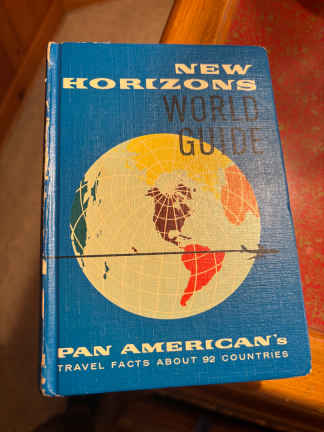 NEW
HORIZONS
WORLD
GUIDE
PAN AMERICAN's
TRAVEL FACTS ABOUT 92 COUNTRIES